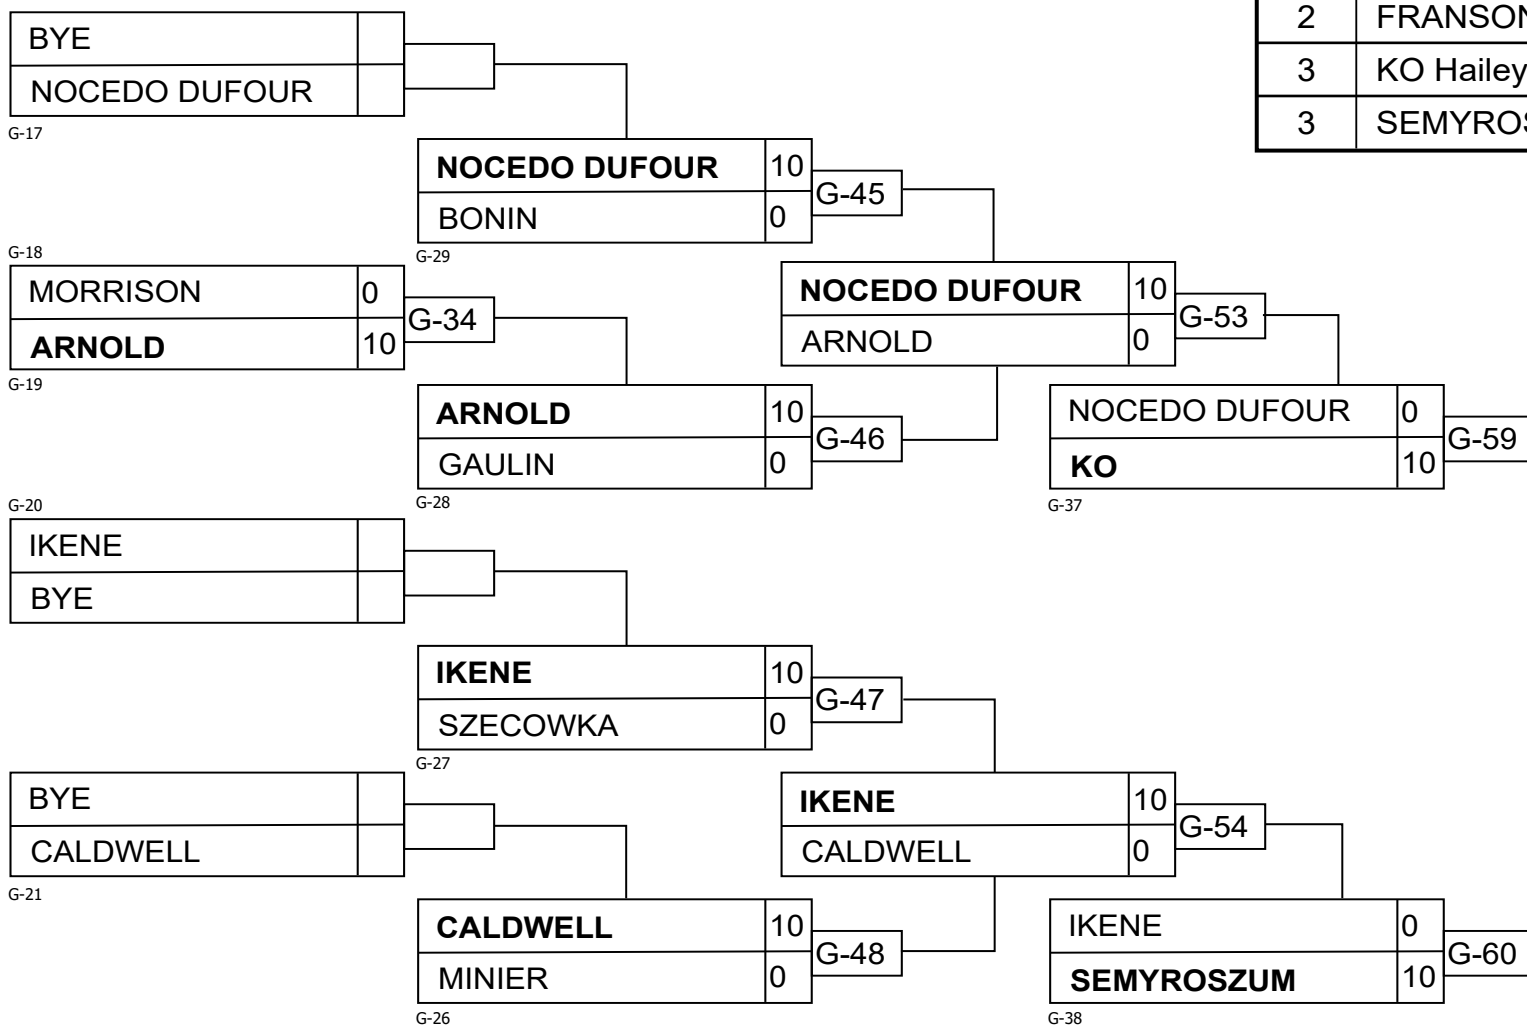 BYE
NOCEDO DUFOUR
G-17
2
3 KO Hailey
3
NOCEDO DUFOUR 10
BONIN 0
G-45
G-29
G-18
MORRISON 0
ARNOLD 10
G-34
G-19
NOCEDO DUFOUR 10
ARNOLD 0
G-53
ARNOLD 10
GAULIN 0
G-46
G-28
NOCEDO DUFOUR 0
KO 10
G-59
G-37
G-20
IKENE
BYE
IKENE 10
SZECOWKA 0
G-47
G-27
BYE
CALDWELL
G-21
IKENE 10
CALDWELL 0
G-54
CALDWELL 10
MINIER 0
G-48
G-26
IKENE 0
SEMYROSZUM 10
G-60
G-38